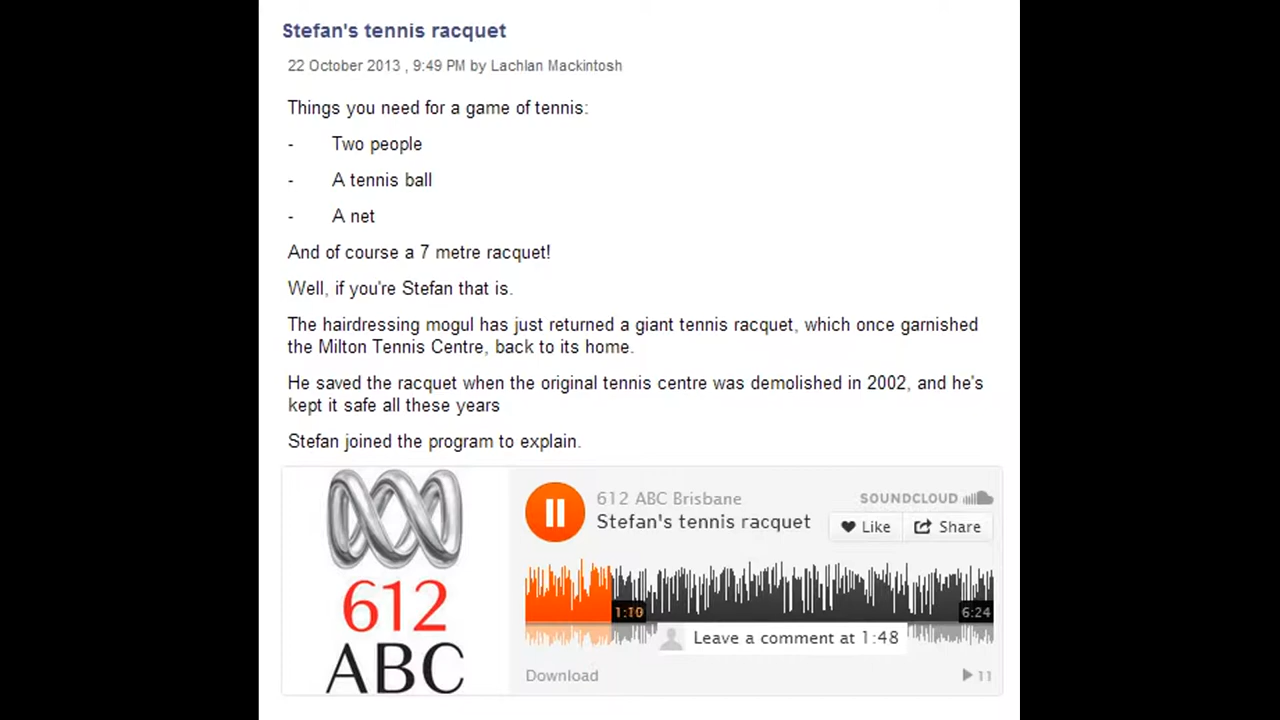 Stefan's tennis racquet
22 October 2013 , 9:49 PM by Lachlan Mackintosh
Things you need for a game of tennis:
- Two people
- A tennis ball
- A net
And of course a 7 metre racquet!
Well, if you're Stefan that is.
The hairdressing mogul has just returned a giant tennis racquet, which once garnished
the Milton Tennis Centre, back to its home.
He saved the racquet when the original tennis centre was demolished in 2002, and he's
kept it safe all these years
Stefan joined the program to explain.
612
ABC
612 ABC Brisbane
SOUNDCLOUD
Stefan's tennis racquet
Like
Share
1:10
6:24
Leave a comment at 1:48
Download
11